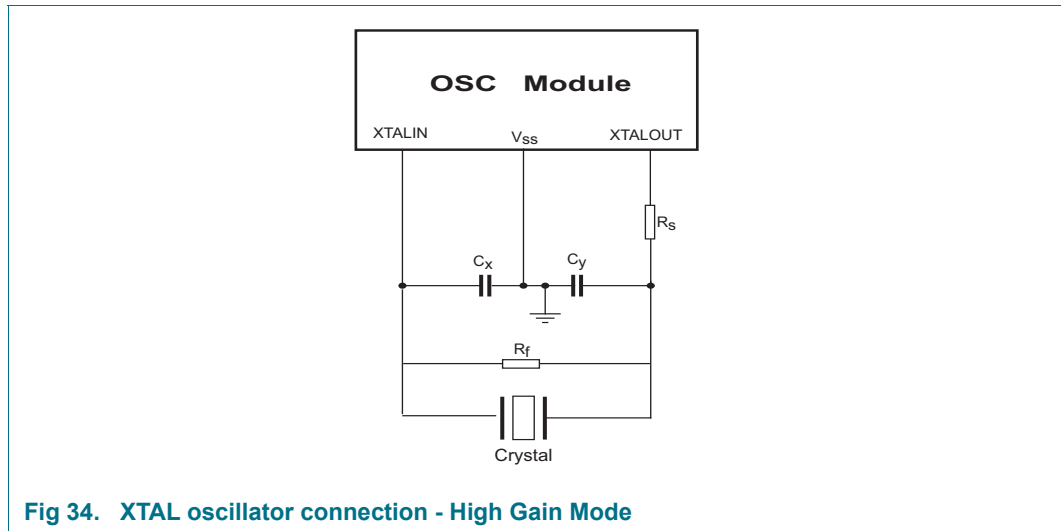 OSC Module
XTALIN Vss XTALOUT
Rs
Cx Cy
Rf
Crystal
Fig 34. XTAL oscillator connection - High Gain Mode